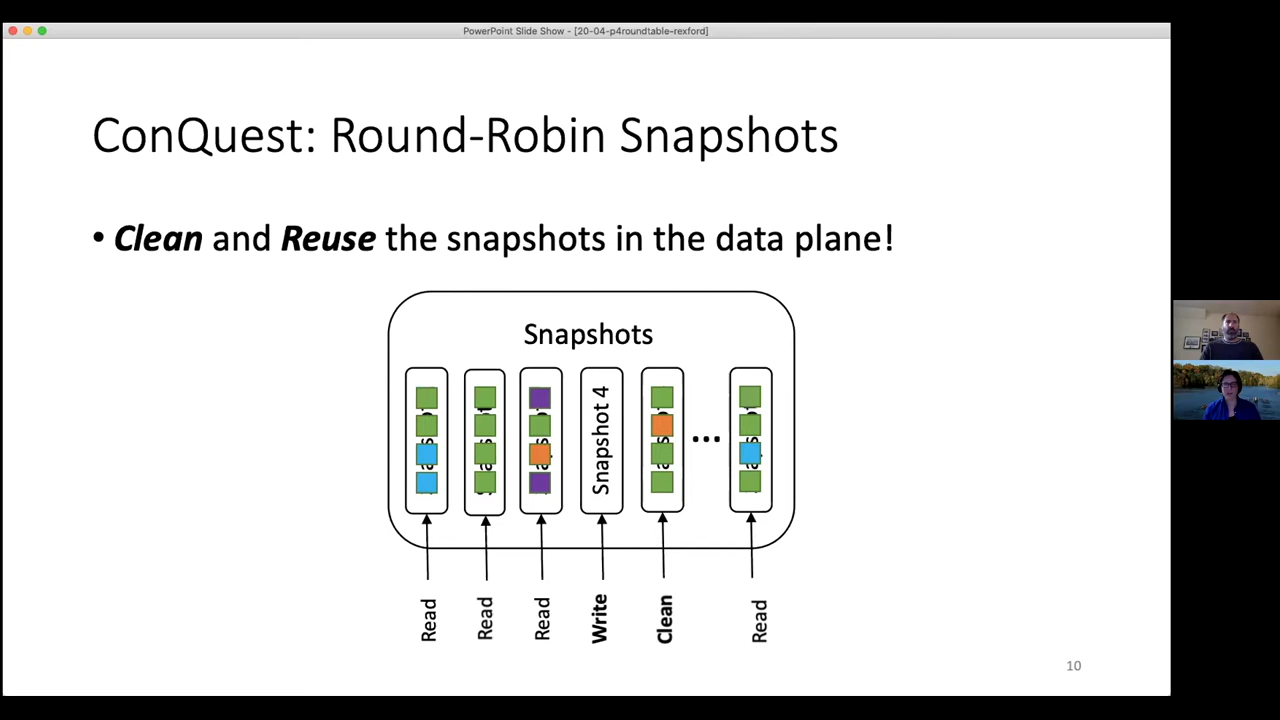 PowerPoint Slide Show - [20-04-p4roundtable-rexford]
ConQuest: Round-Robin Snapshots
• Clean and Reuse the snapshots in the data plane!
Snapshots
Snapshot 4
...
Read
Read
Read
Write
Clean
Read
10